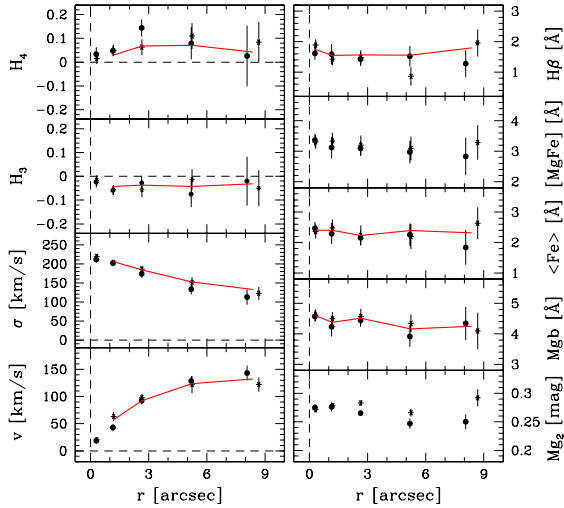 H₄
0.2
0.1
0
−0.1
−0.2
H₃
0.2
0.1
0
−0.1
−0.2
σ [km/s]
250
200
150
100
50
0
v [km/s]
150
100
50
0
0 3 6 9
r [arcsec]
Hβ [Å]
3
2
1
[MgFe] [Å]
4
3
2
<Fe> [Å]
3
2
1
Mgb [Å]
5
4
3
Mg₂ [mag]
0.3
0.25
0.2
0 3 6 9
r [arcsec]